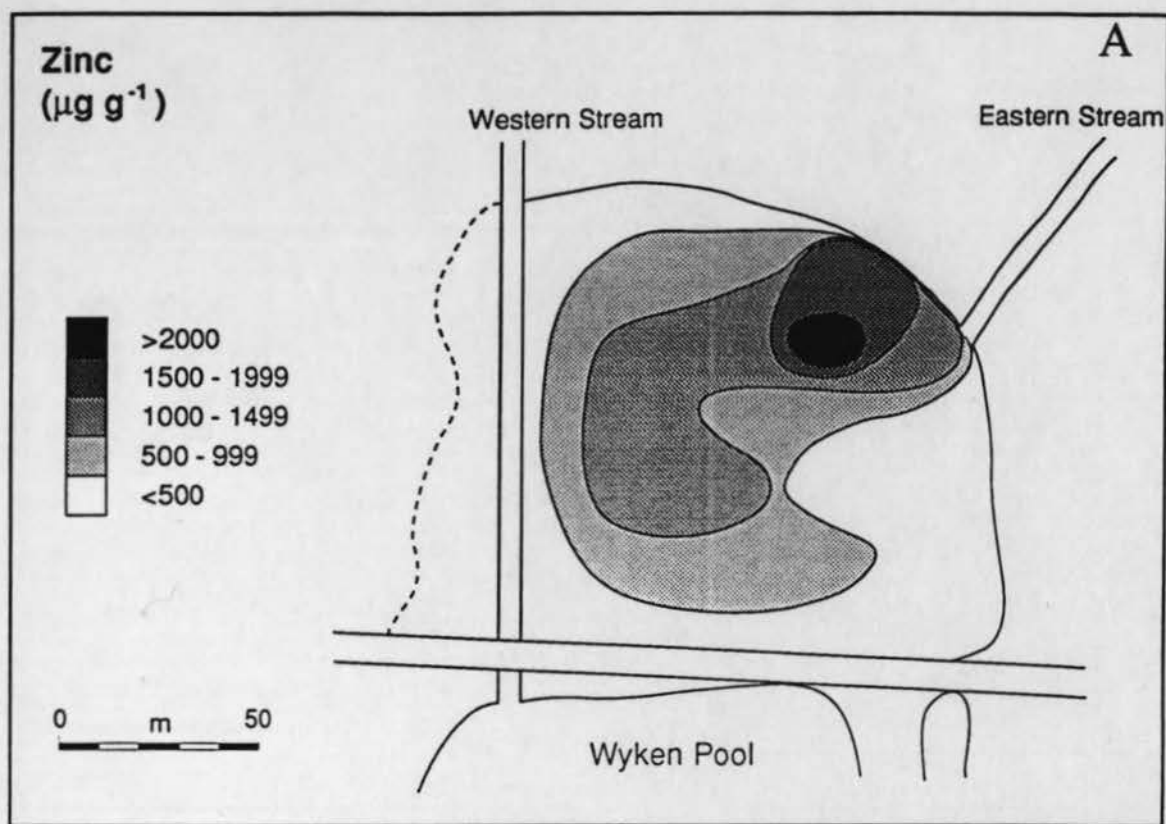 A
Zinc
(µg g⁻¹)
Western Stream
Eastern Stream
>2000
1500 - 1999
1000 - 1499
500 - 999
<500
0 m 50
Wyken Pool